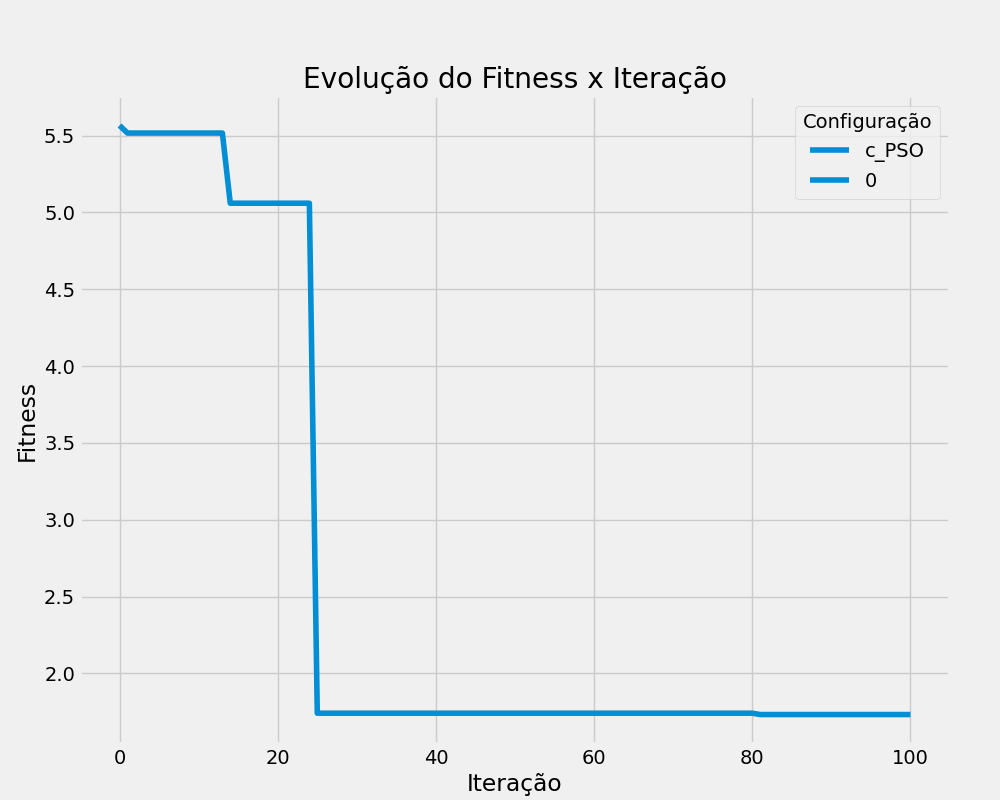 Evolução do Fitness x Iteração
Configuração
c_PSO
0
Fitness
5.5
5.0
4.5
4.0
3.5
3.0
2.5
2.0
0 20 40 60 80 100
Iteração